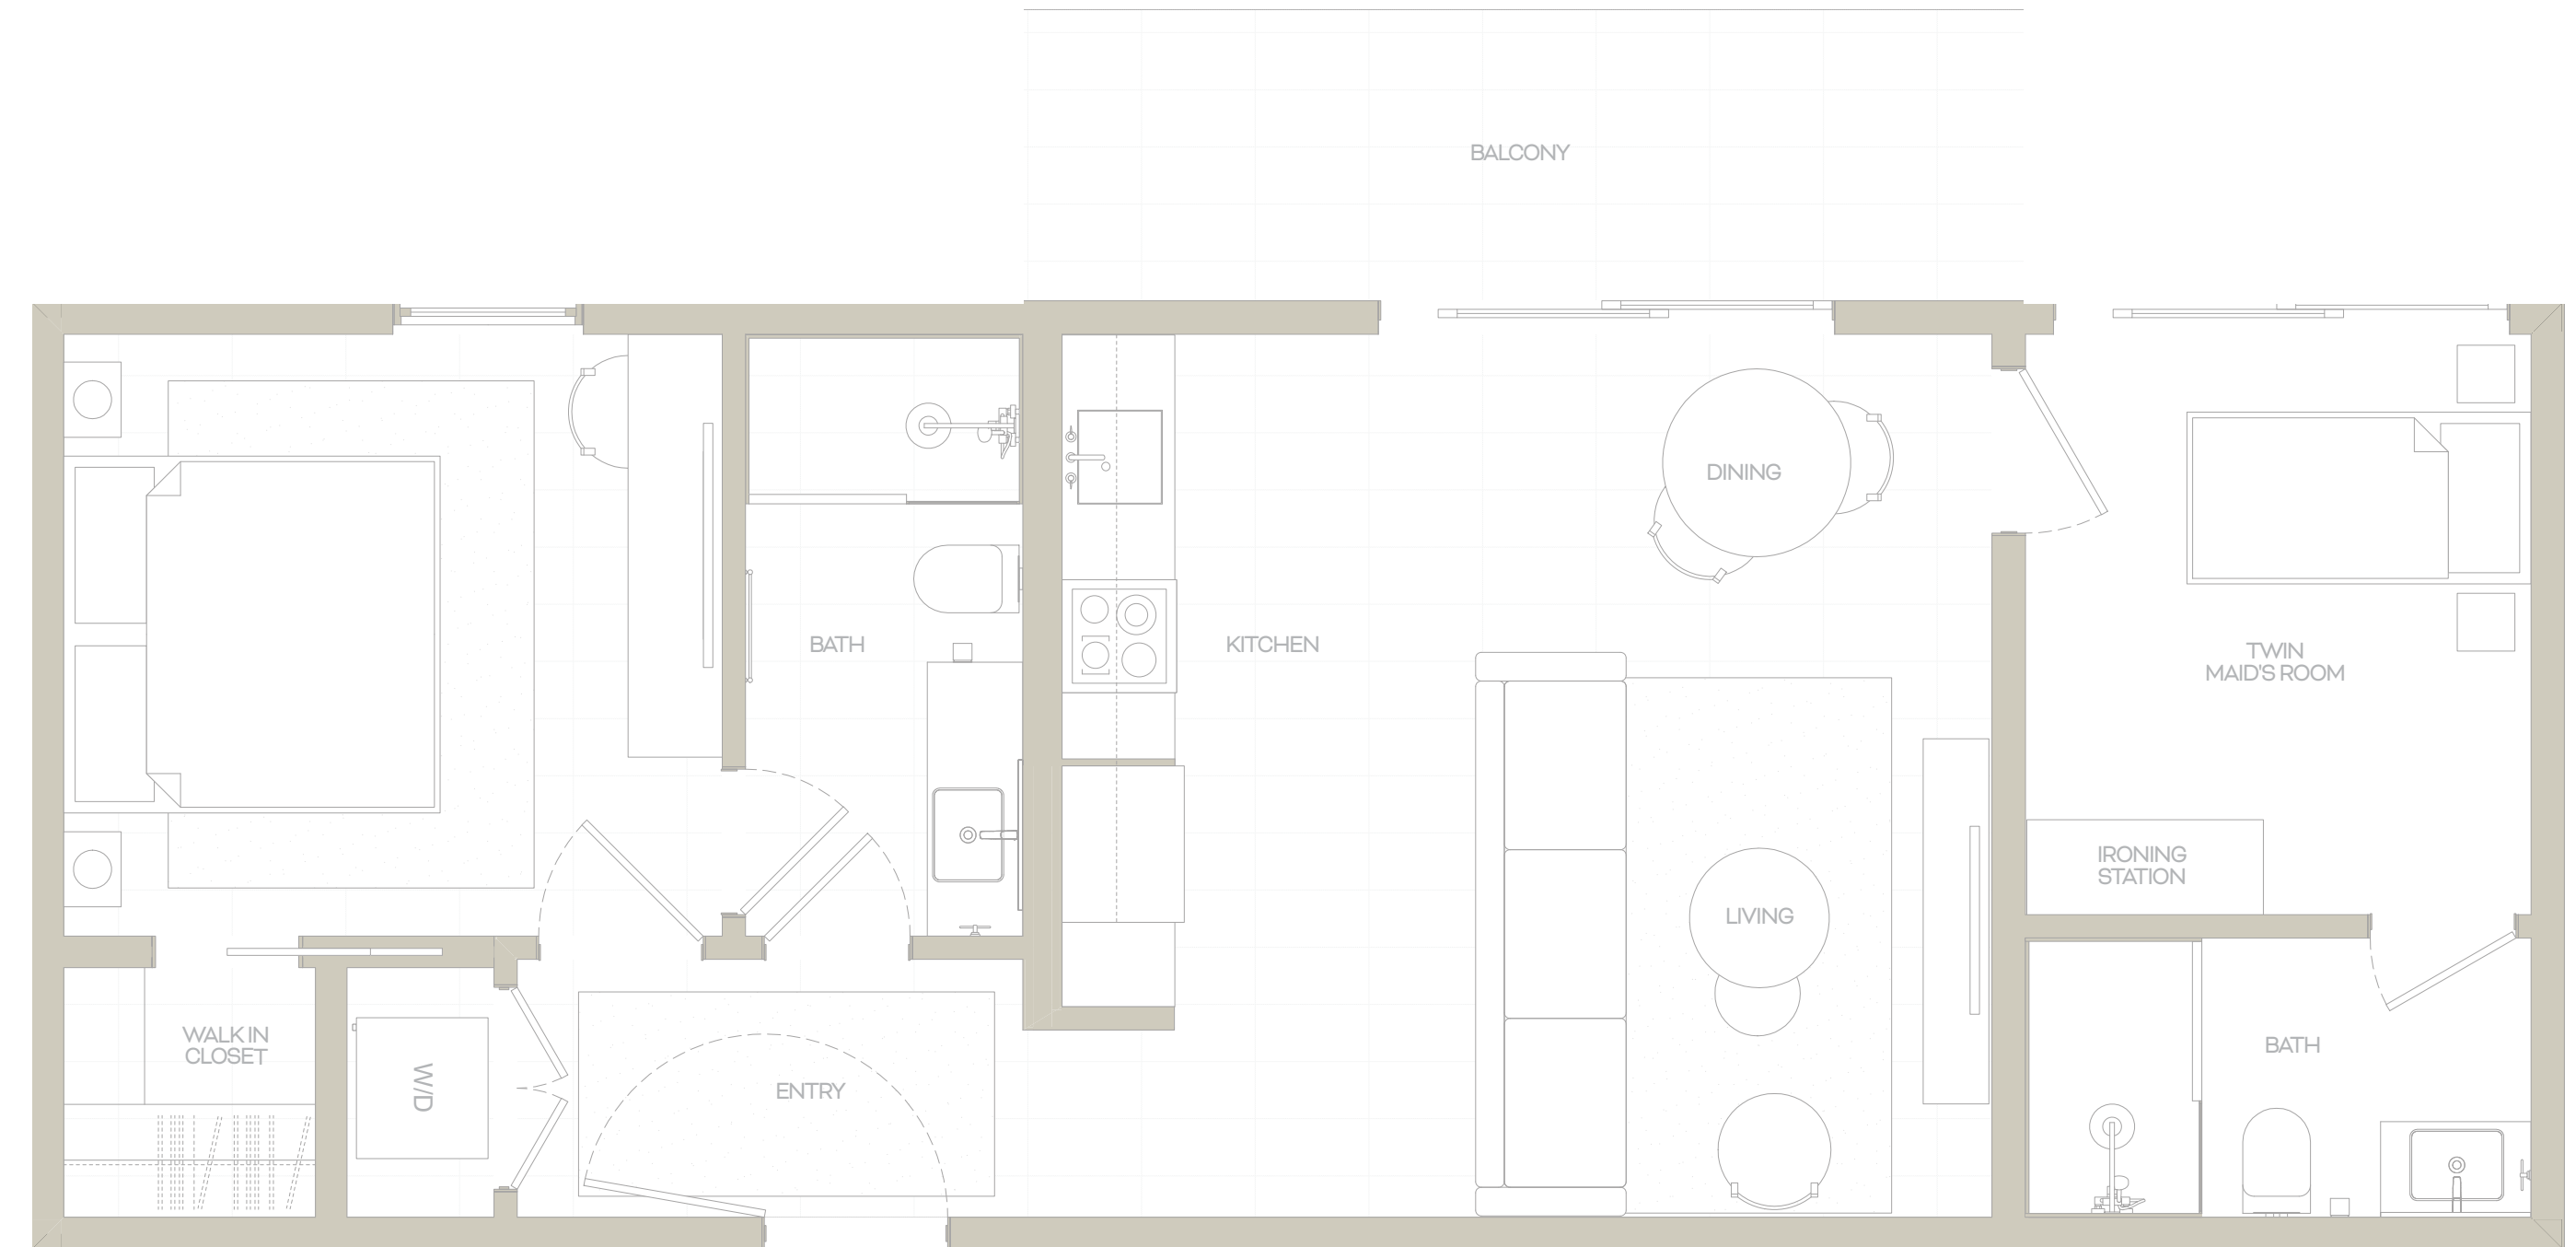 BALCONY
DINING
BATH
KITCHEN
TWIN
MAID'S ROOM
IRONING
STATION
LIVING
WALK IN
CLOSET
W/D
ENTRY
BATH